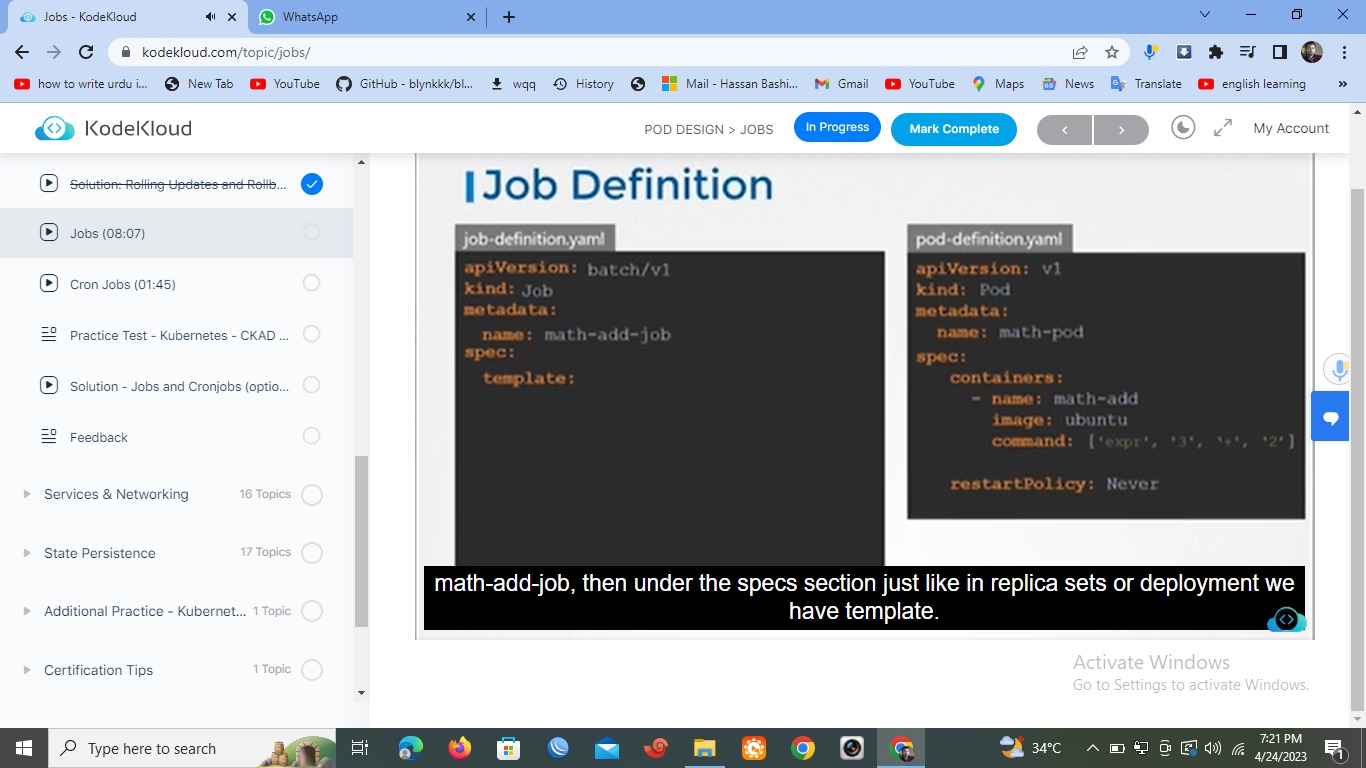 Jobs - KodeKloud
WhatsApp
kodekloud.com/topic/jobs/
how to write urdu i...
New Tab
YouTube
GitHub - blynkkk/bl...
wqq
History
Mail - Hassan Bashi...
Gmail
YouTube
Maps
News
Translate
english learning
»
KodeKloud
POD DESIGN > JOBS
In Progress
Mark Complete
My Account
Solution: Rolling Updates and Rollb...
Jobs (08:07)
Cron Jobs (01:45)
Practice Test - Kubernetes - CKAD ...
Solution - Jobs and Cronjobs (optio...
Feedback
Services & Networking 16 Topics
State Persistence 17 Topics
Additional Practice - Kubernet... 1 Topic
Certification Tips 1 Topic
Job Definition
job-definition.yaml
apiVersion: batch/v1
kind: Job
metadata:
name: math-add-job
spec:
template:
pod-definition.yaml
apiVersion: v1
kind: Pod
metadata:
name: math-pod
spec:
containers:
- name: math-add
image: ubuntu
command: ['expr', '3', '+', '2']
restartPolicy: Never
math-add-job, then under the specs section just like in replica sets or deployment we
have template.
Activate Windows
Go to Settings to activate Windows.
Type here to search
34°C
7:21 PM
4/24/2023
1